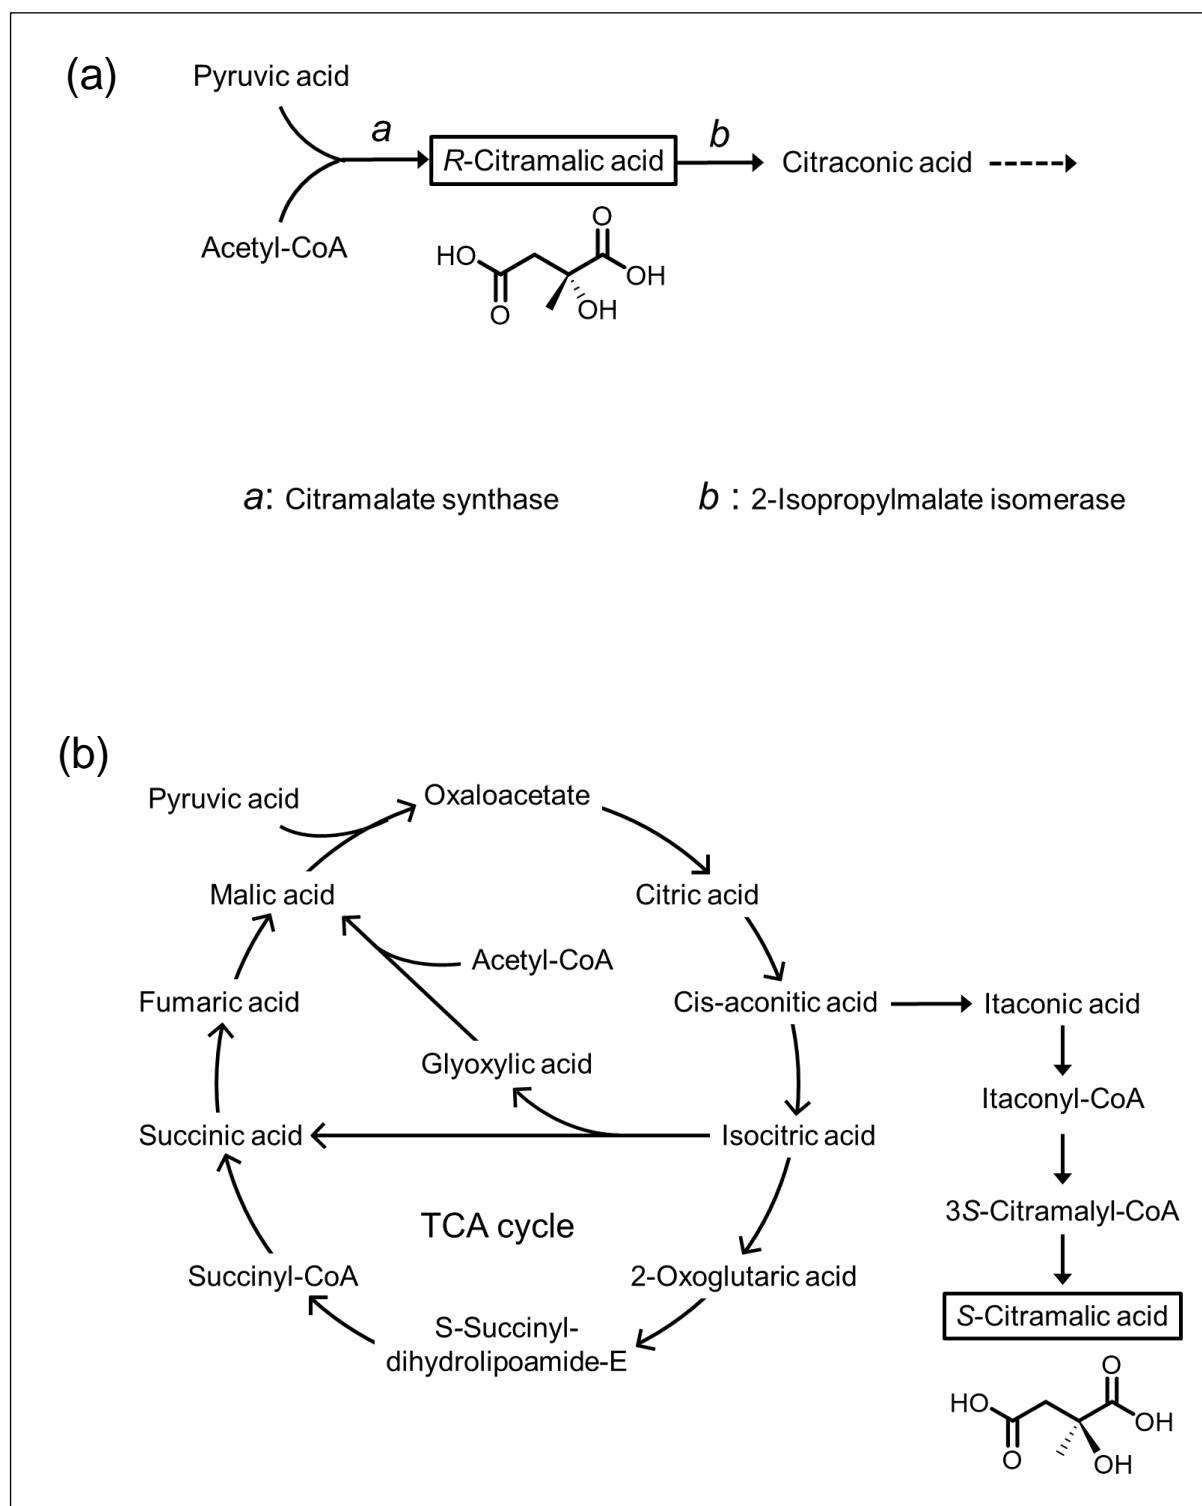 (a)
Pyruvic acid
a
R-Citramalic acid
b
Citraconic acid
Acetyl-CoA
O
HO
OH
O
OH
a: Citramalate synthase
b : 2-Isopropylmalate isomerase
(b)
Pyruvic acid
Oxaloacetate
Malic acid
Citric acid
Acetyl-CoA
Fumaric acid
Cis-aconitic acid
Itaconic acid
Glyoxylic acid
Itaconyl-CoA
Succinic acid
Isocitric acid
TCA cycle
3S-Citramalyl-CoA
Succinyl-CoA
2-Oxoglutaric acid
S-Succinyl-
dihydrolipoamide-E
S-Citramalic acid
O
HO
OH
O
OH